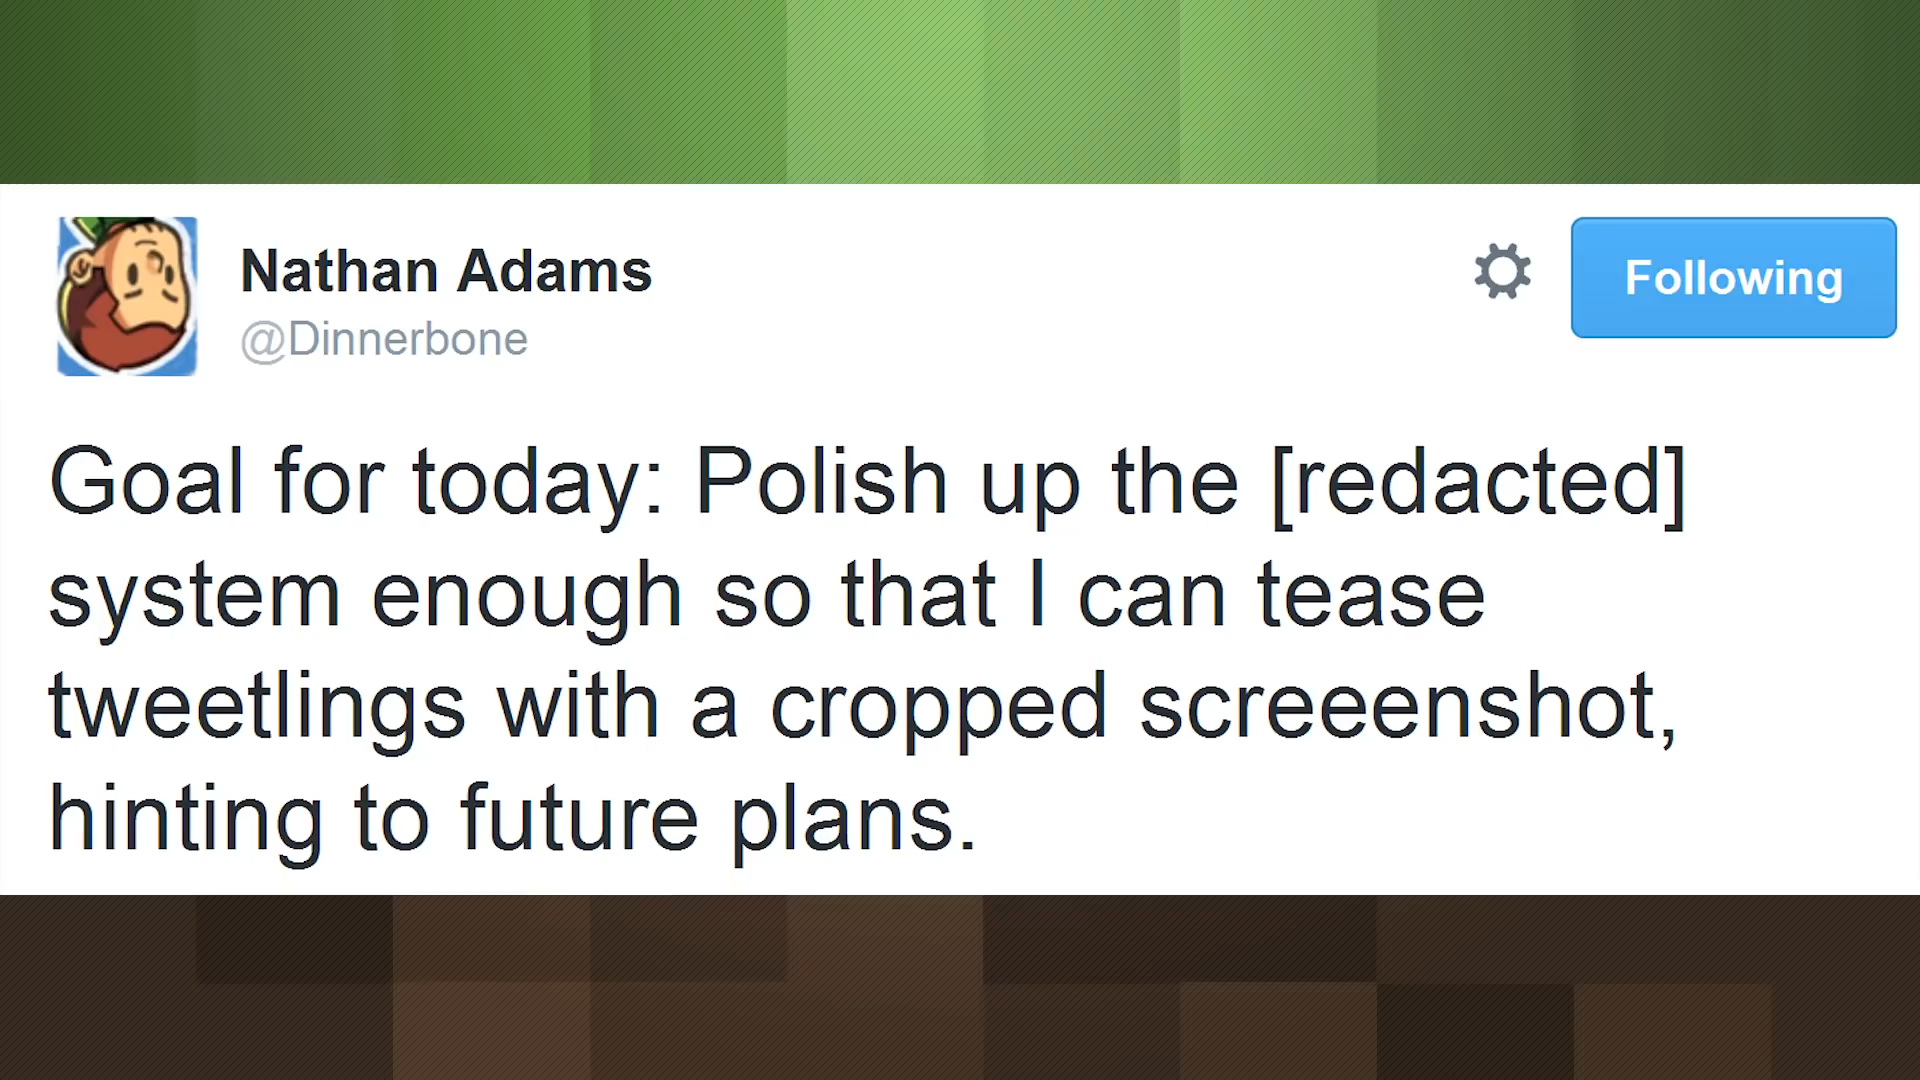 Nathan Adams
@Dinnerbone
Following
Goal for today: Polish up the [redacted]
system enough so that I can tease
tweetlings with a cropped screeenshot,
hinting to future plans.